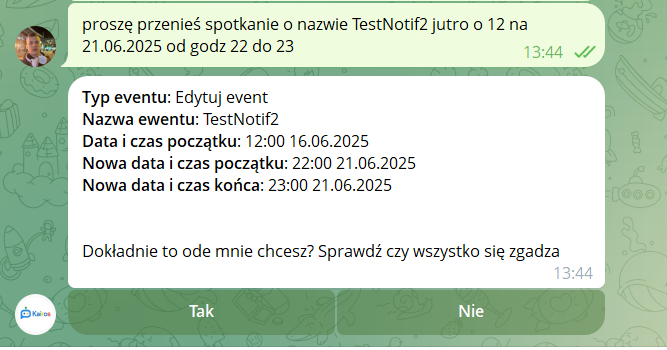 proszę przenieś spotkanie o nazwie TestNotif2 jutro o 12 na
21.06.2025 od godz 22 do 23
13:44
Typ eventu: Edytuj event
Nazwa ewentu: TestNotif2
Data i czas początku: 12:00 16.06.2025
Nowa data i czas początku: 22:00 21.06.2025
Nowa data i czas końca: 23:00 21.06.2025
Dokładnie to ode mnie chcesz? Sprawdź czy wszystko się zgadza
13:44
Kairos
Tak
Nie